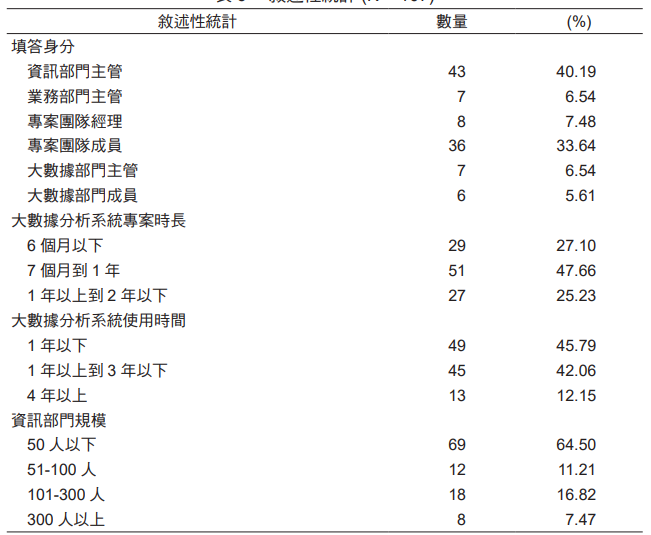 敘述性統計 數量 (%)
填答身分
資訊部門主管 43 40.19
業務部門主管 7 6.54
專案團隊經理 8 7.48
專案團隊成員 36 33.64
大數據部門主管 7 6.54
大數據部門成員 6 5.61
大數據分析系統專案時長
6 個月以下 29 27.10
7 個月到 1 年 51 47.66
1 年以上到 2 年以下 27 25.23
大數據分析系統使用時間
1 年以下 49 45.79
1 年以上到 3 年以下 45 42.06
4 年以上 13 12.15
資訊部門規模
50 人以下 69 64.50
51-100 人 12 11.21
101-300 人 18 16.82
300 人以上 8 7.47